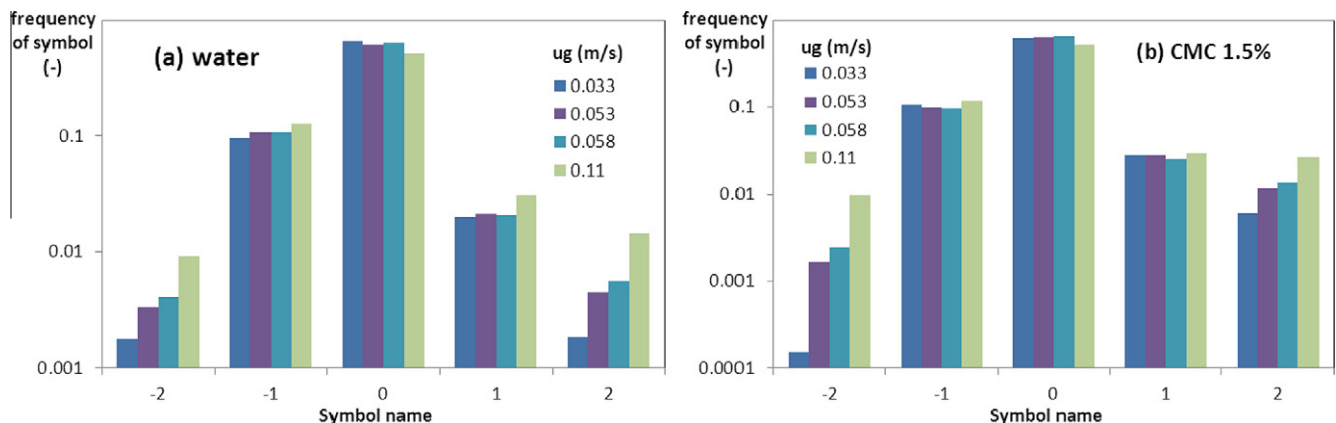 frequency
of symbol
(-)
(a) water
ug (m/s)
0.033
0.053
0.058
0.11
0.1
0.01
0.001
-2 -1 0 1 2
Symbol name
frequency
of symbol
(-)
ug (m/s)
0.033
0.053
0.058
0.11
(b) CMC 1.5%
0.1
0.01
0.001
0.0001
-2 -1 0 1 2
Symbol name